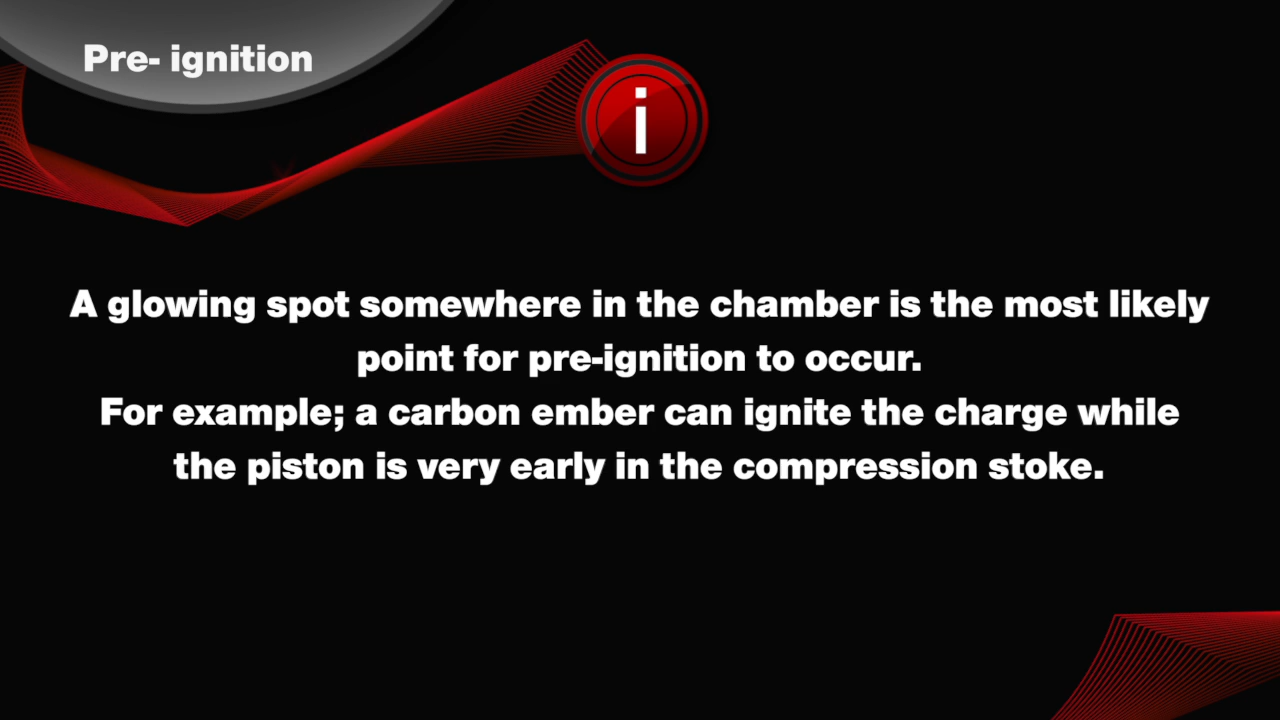 Pre- ignition
i
A glowing spot somewhere in the chamber is the most likely
point for pre-ignition to occur.
For example; a carbon ember can ignite the charge while
the piston is very early in the compression stoke.